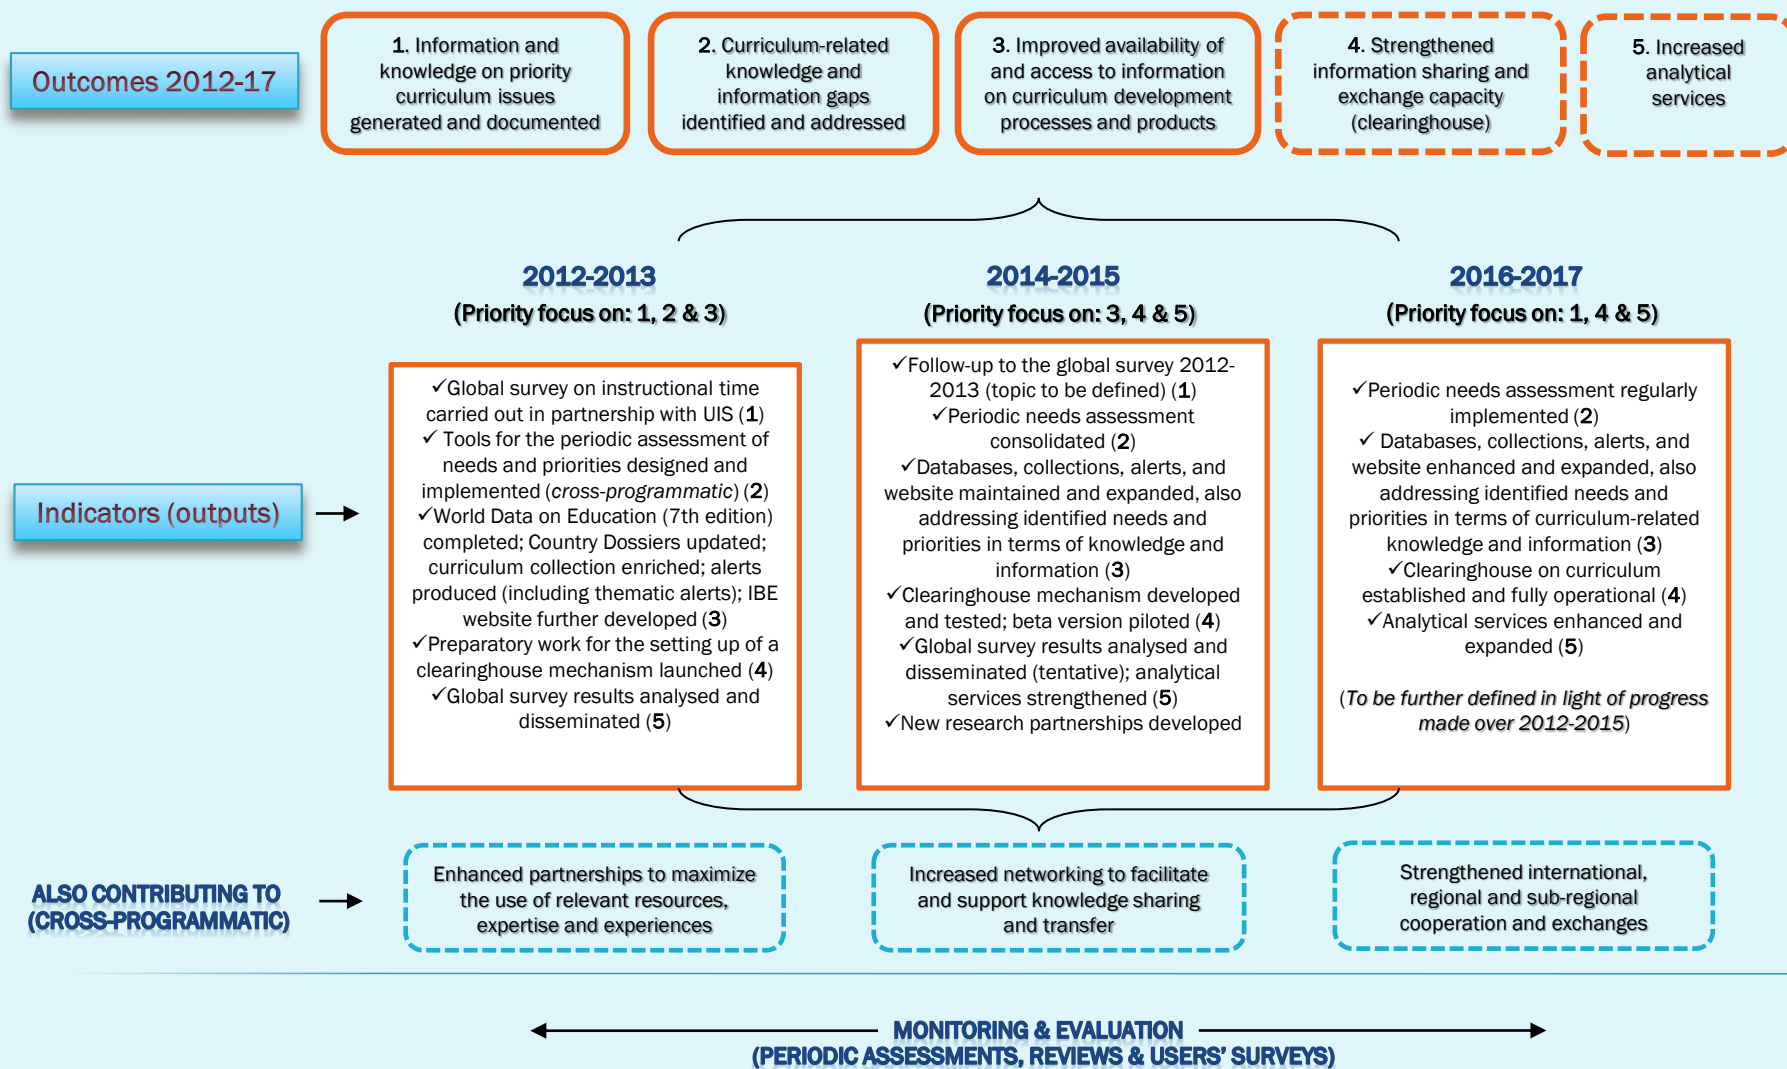 Outcomes 2012-17
1. Information and
knowledge on priority
curriculum issues
generated and documented
2. Curriculum-related
knowledge and
information gaps
identified and addressed
3. Improved availability of
and access to information
on curriculum development
processes and products
4. Strengthened
information sharing and
exchange capacity
(clearinghouse)
5. Increased
analytical
services
2012-2013
(Priority focus on: 1, 2 & 3)
2014-2015
(Priority focus on: 3, 4 & 5)
2016-2017
(Priority focus on: 1, 4 & 5)
Indicators (outputs)
✓Global survey on instructional time
carried out in partnership with UIS (1)
✓ Tools for the periodic assessment of
needs and priorities designed and
implemented (cross-programmatic) (2)
✓World Data on Education (7th edition)
completed; Country Dossiers updated;
curriculum collection enriched; alerts
produced (including thematic alerts); IBE
website further developed (3)
✓Preparatory work for the setting up of a
clearinghouse mechanism launched (4)
✓Global survey results analysed and
disseminated (5)
✓Follow-up to the global survey 2012-
2013 (topic to be defined) (1)
✓Periodic needs assessment
consolidated (2)
✓Databases, collections, alerts, and
website maintained and expanded, also
addressing identified needs and
priorities in terms of knowledge and
information (3)
✓Clearinghouse mechanism developed
and tested; beta version piloted (4)
✓Global survey results analysed and
disseminated (tentative); analytical
services strengthened (5)
✓New research partnerships developed
✓Periodic needs assessment regularly
implemented (2)
✓ Databases, collections, alerts, and
website enhanced and expanded, also
addressing identified needs and
priorities in terms of curriculum-related
knowledge and information (3)
✓Clearinghouse on curriculum
established and fully operational (4)
✓Analytical services enhanced and
expanded (5)
(To be further defined in light of progress
made over 2012-2015)
ALSO CONTRIBUTING TO
(CROSS-PROGRAMMATIC)
Enhanced partnerships to maximize
the use of relevant resources,
expertise and experiences
Increased networking to facilitate
and support knowledge sharing
and transfer
Strengthened international,
regional and sub-regional
cooperation and exchanges
MONITORING & EVALUATION
(PERIODIC ASSESSMENTS, REVIEWS & USERS' SURVEYS)